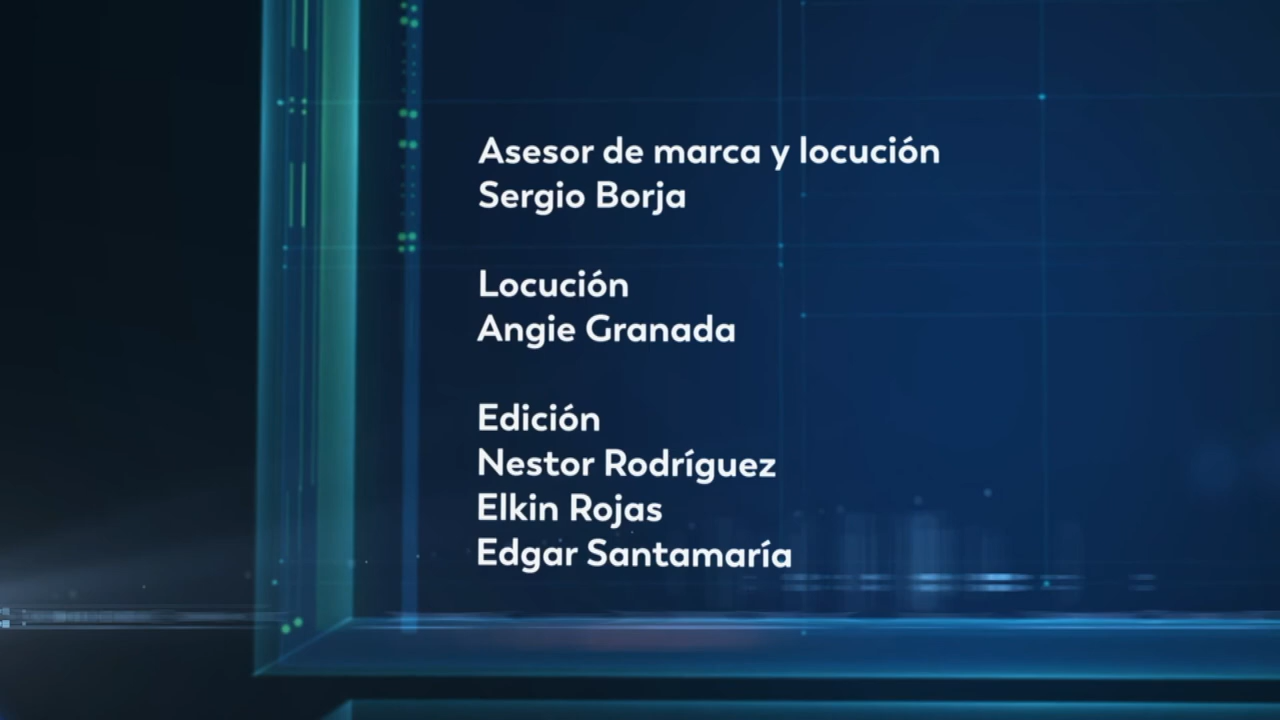 Asesor de marca y locución
Sergio Borja
Locución
Angie Granada
Edición
Nestor Rodríguez
Elkin Rojas
Edgar Santamaría